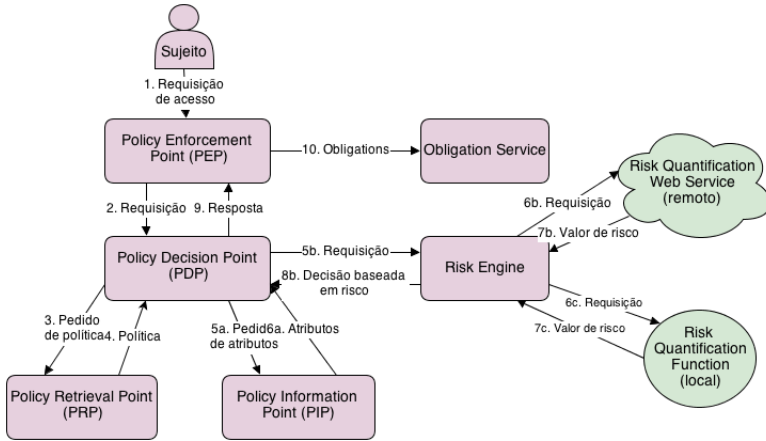 Sujeito
1. Requisição
de acesso
Policy Enforcement
Point (PEP)
10. Obligations
Obligation Service
Risk Quantification
Web Service
(remoto)
6b. Requisição
2. Requisição
9. Resposta
7b. Valor de risco
Policy Decision Point
(PDP)
5b. Requisição
Risk Engine
8b. Decisão baseada
em risco
6c. Requisição
3. Pedido
de política
4. Política
5a. Pedid
de atributos
6a. Atributos
7c. Valor de risco
Risk
Quantification
Function
(local)
Policy Retrieval Point
(PRP)
Policy Information
Point (PIP)